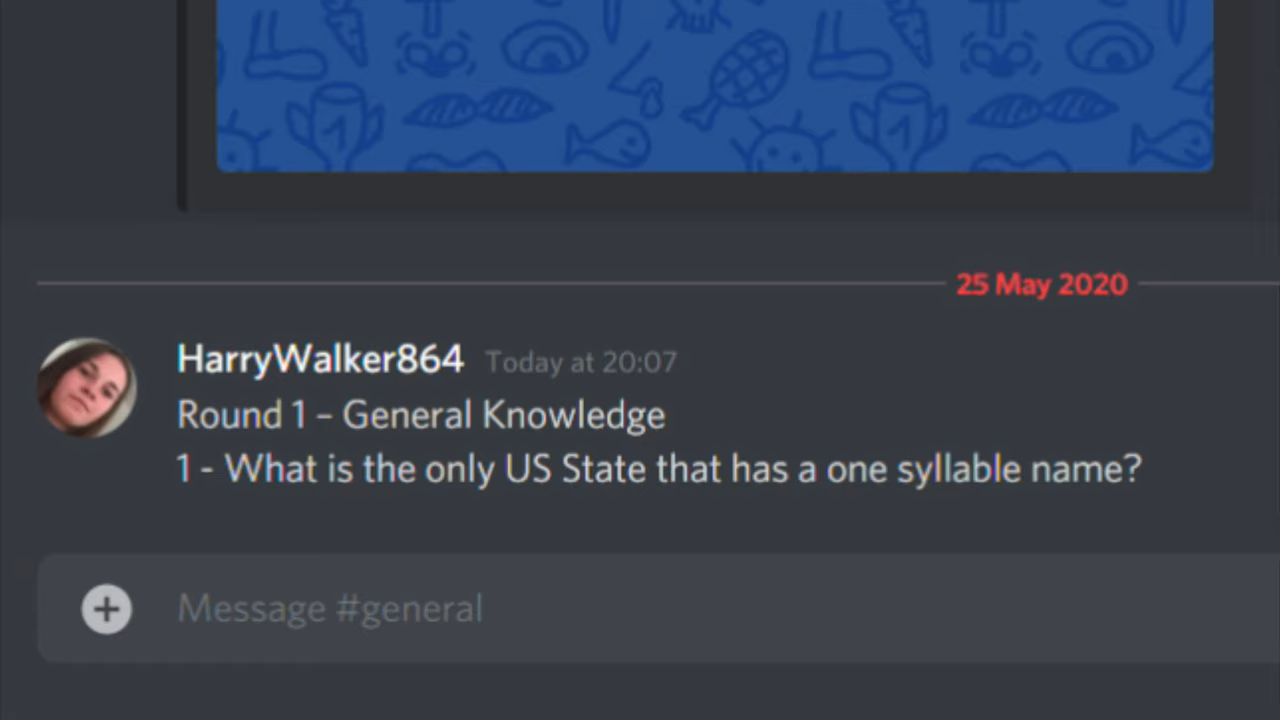 25 May 2020
HarryWalker864 Today at 20:07
Round 1 – General Knowledge
1 - What is the only US State that has a one syllable name?
Message #general